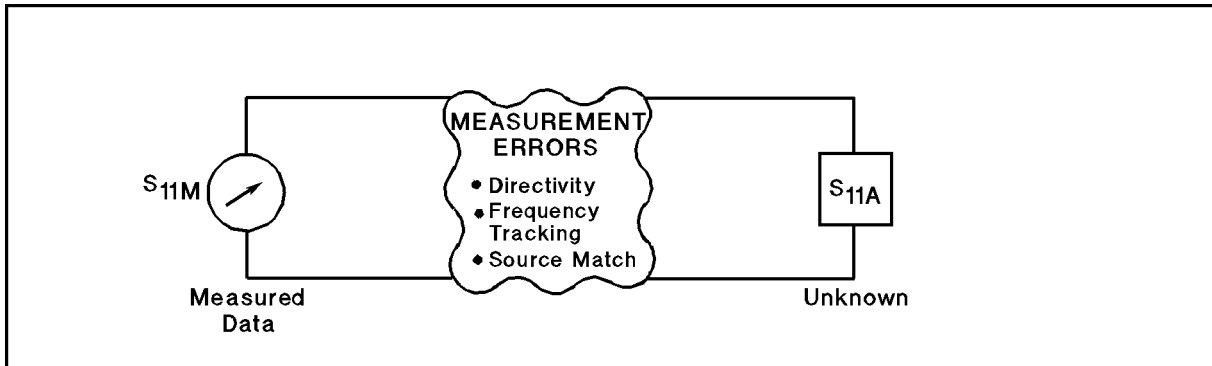 MEASUREMENT
ERRORS
• Directivity
• Frequency
Tracking
• Source Match
S11M
Measured
Data
S11A
Unknown